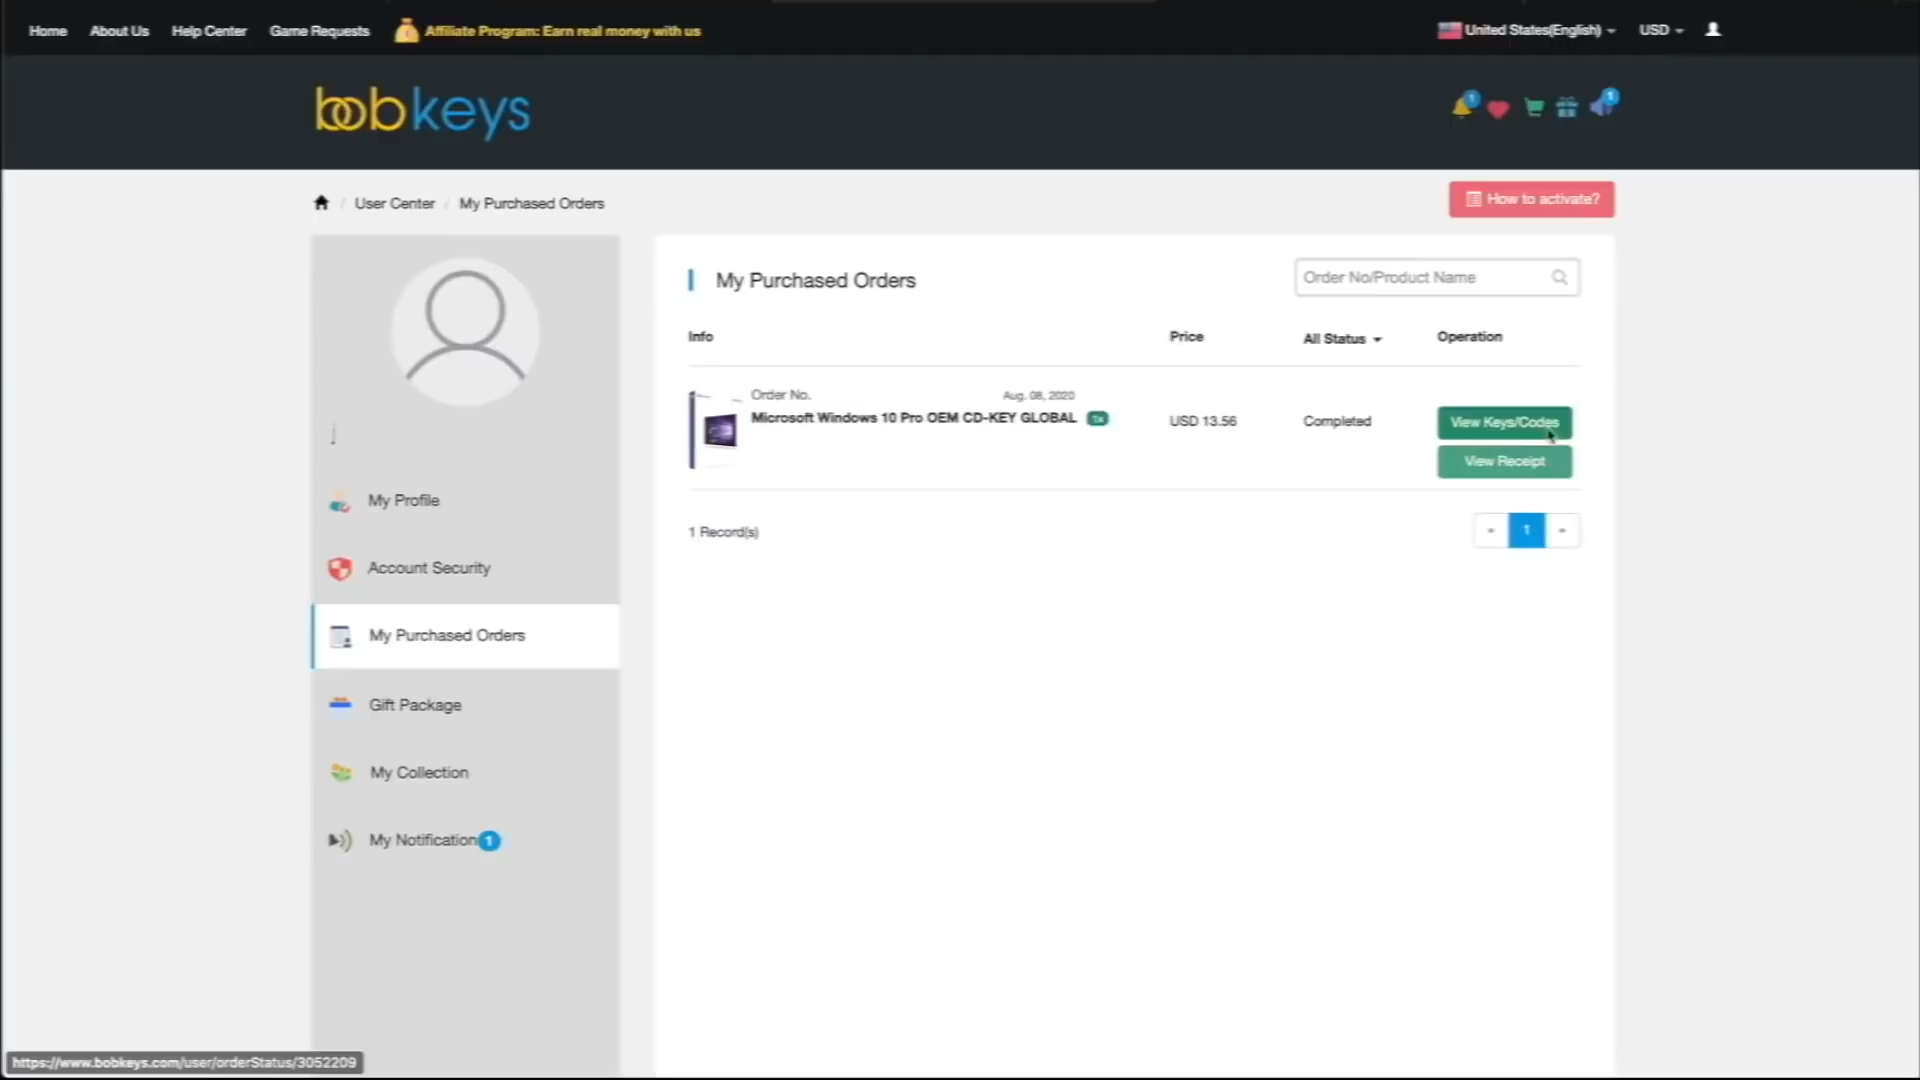 Home About Us Help Center Game Requests Affiliate Program: Earn real money with us United States(English) USD
bobkeys
1 1
User Center / My Purchased Orders How to activate?
My Purchased Orders Order No/Product Name
Info Price All Status Operation
Order No. Aug. 08, 2020
Microsoft Windows 10 Pro OEM CD-KEY GLOBAL 1x USD 13.56 Completed View Keys/Codes
View Receipt
1 Record(s) 1
My Profile
Account Security
My Purchased Orders
Gift Package
My Collection
My Notification 1
https://www.bobkeys.com/user/orderStatus/3052209